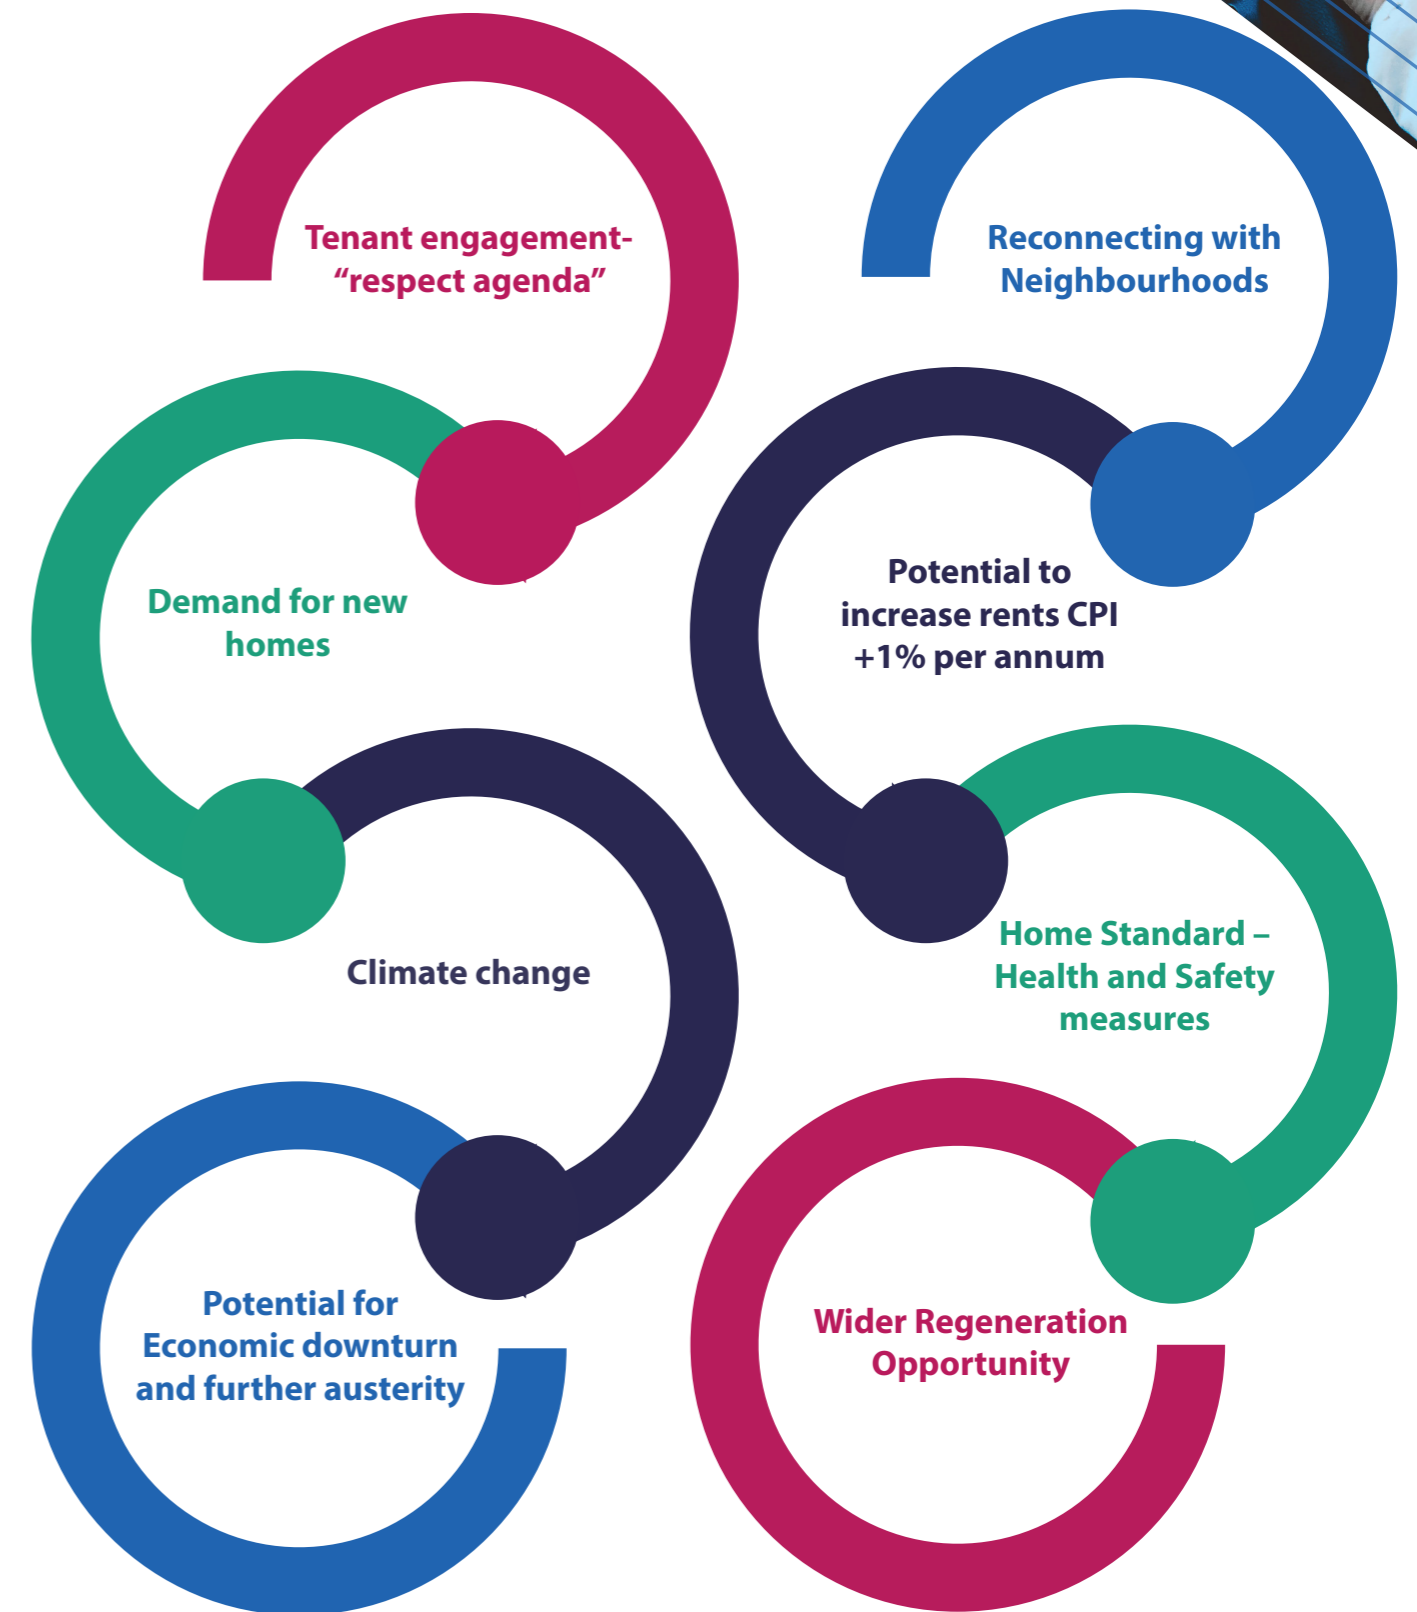 Tenant engagement-
“respect agenda”
Demand for new
homes
Climate change
Potential for
Economic downturn
and further austerity
Reconnecting with
Neighbourhoods
Potential to
increase rents CPI
+1% per annum
Home Standard –
Health and Safety
measures
Wider Regeneration
Opportunity